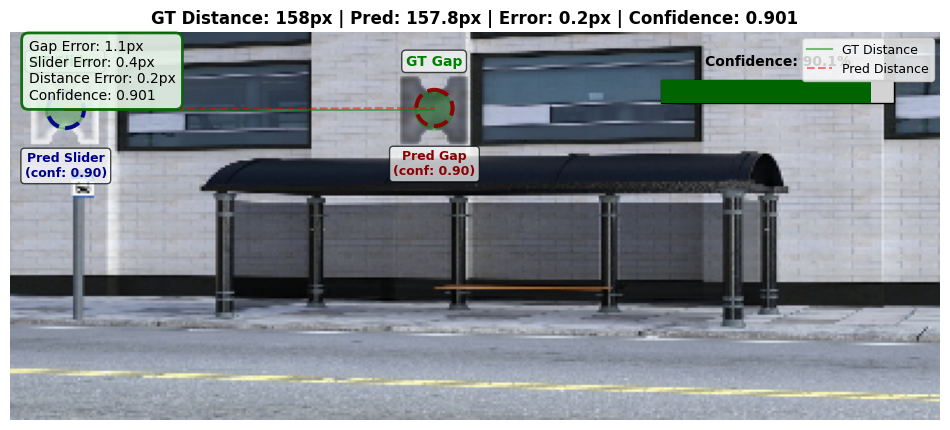 GT Distance: 158px | Pred: 157.8px | Error: 0.2px | Confidence: 0.901
Gap Error: 1.1px
Slider Error: 0.4px
Distance Error: 0.2px
Confidence: 0.901
GT Gap
Confidence: 90.1%
GT Distance
Pred Distance
Pred Slider
(conf: 0.90)
Pred Gap
(conf: 0.90)